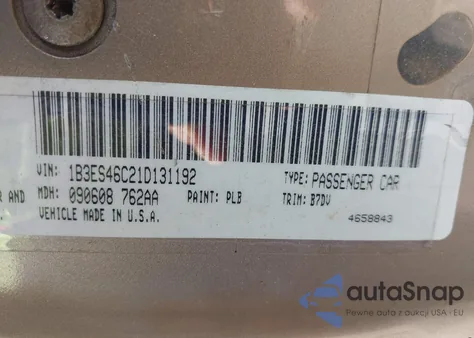 VIN: 1B3ES46C21D131192 TYPE: PASSENGER CAR
R AND MDH: 090608 762AA PAINT: PLB TRIM: B7DV
VEHICLE MADE IN U.S.A. 4658843
autoSnap
Pewne auta z aukcji USA i EU